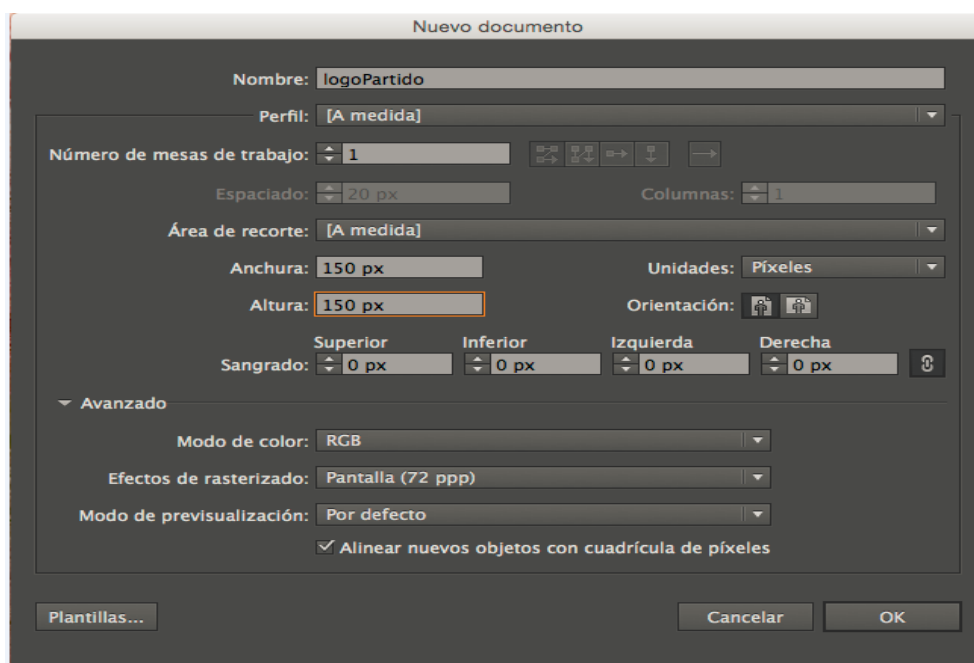 Nuevo documento
Nombre: logoPartido
Perfil: [A medida]
Número de mesas de trabajo: 1
Espaciado: 20 px Columnas: 1
Área de recorte: [A medida]
Anchura: 150 px Unidades: Píxeles
Altura: 150 px Orientación:
Superior Inferior Izquierda Derecha
Sangrado: 0 px 0 px 0 px 0 px
Avanzado
Modo de color: RGB
Efectos de rasterizado: Pantalla (72 ppp)
Modo de previsualización: Por defecto
Alinear nuevos objetos con cuadrícula de píxeles
Plantillas... Cancelar OK